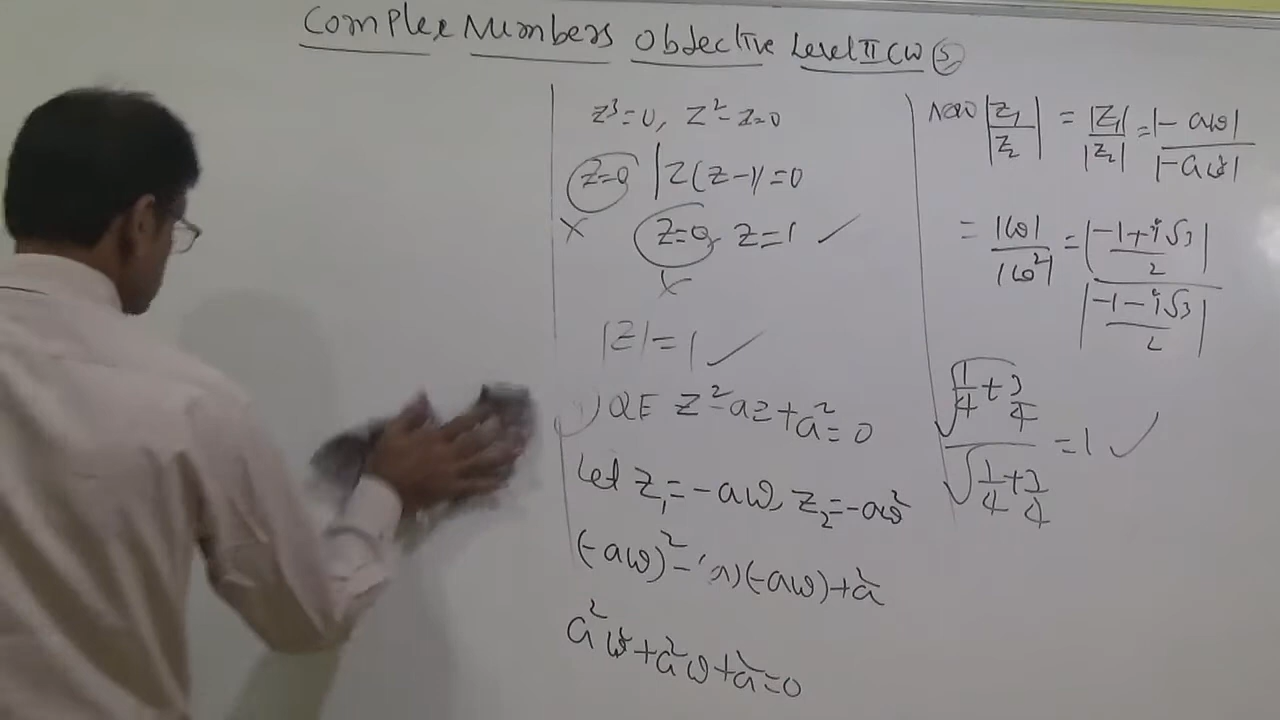 Complex Numbers Objective Level II CW (5)
z³=0, z²-z=0
z=0 | z(z-1)=0
x z=0, z=1 ✓
x
|z|=1 ✓
) QE z²-az+a²=0
Let z₁=-aω, z₂=-aω²
(-aω)²-(a)(-aω)+a²
a²ω²+a²ω+a²=0
Now |z₁/z₂| = |z₁|/|z₂| = |-aω|/|-aω²|
= |ω|/|ω²| = |(-1+i√3)/2| / |(-1-i√3)/2|
√(1/4+3/4) / √(1/4+3/4) = 1 ✓